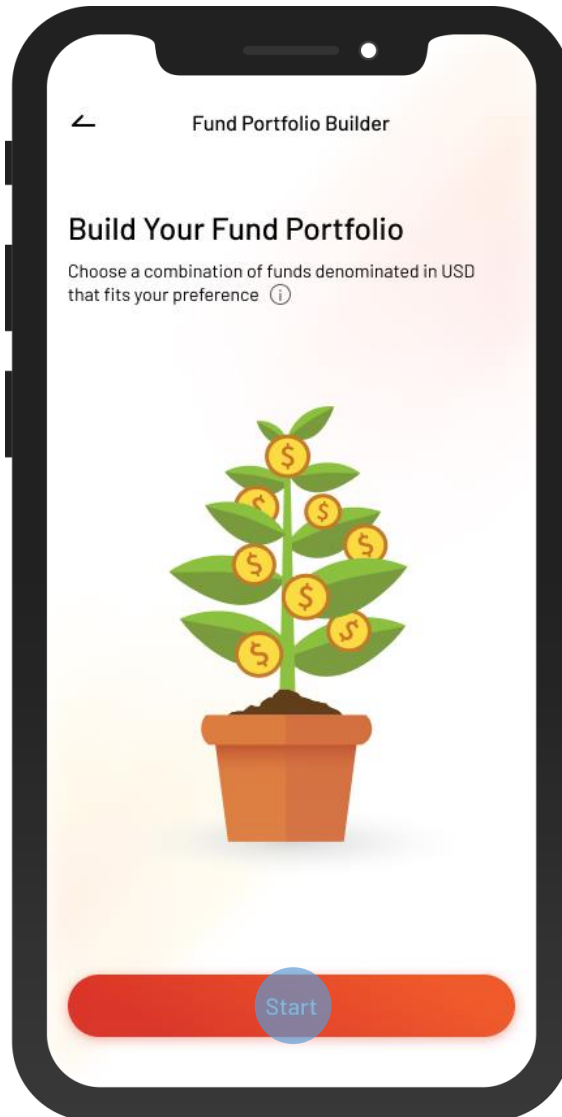 Fund Portfolio Builder
Build Your Fund Portfolio
Choose a combination of funds denominated in USD
that fits your preference ⓘ
$
$
$
$
$
$
$
$
Start